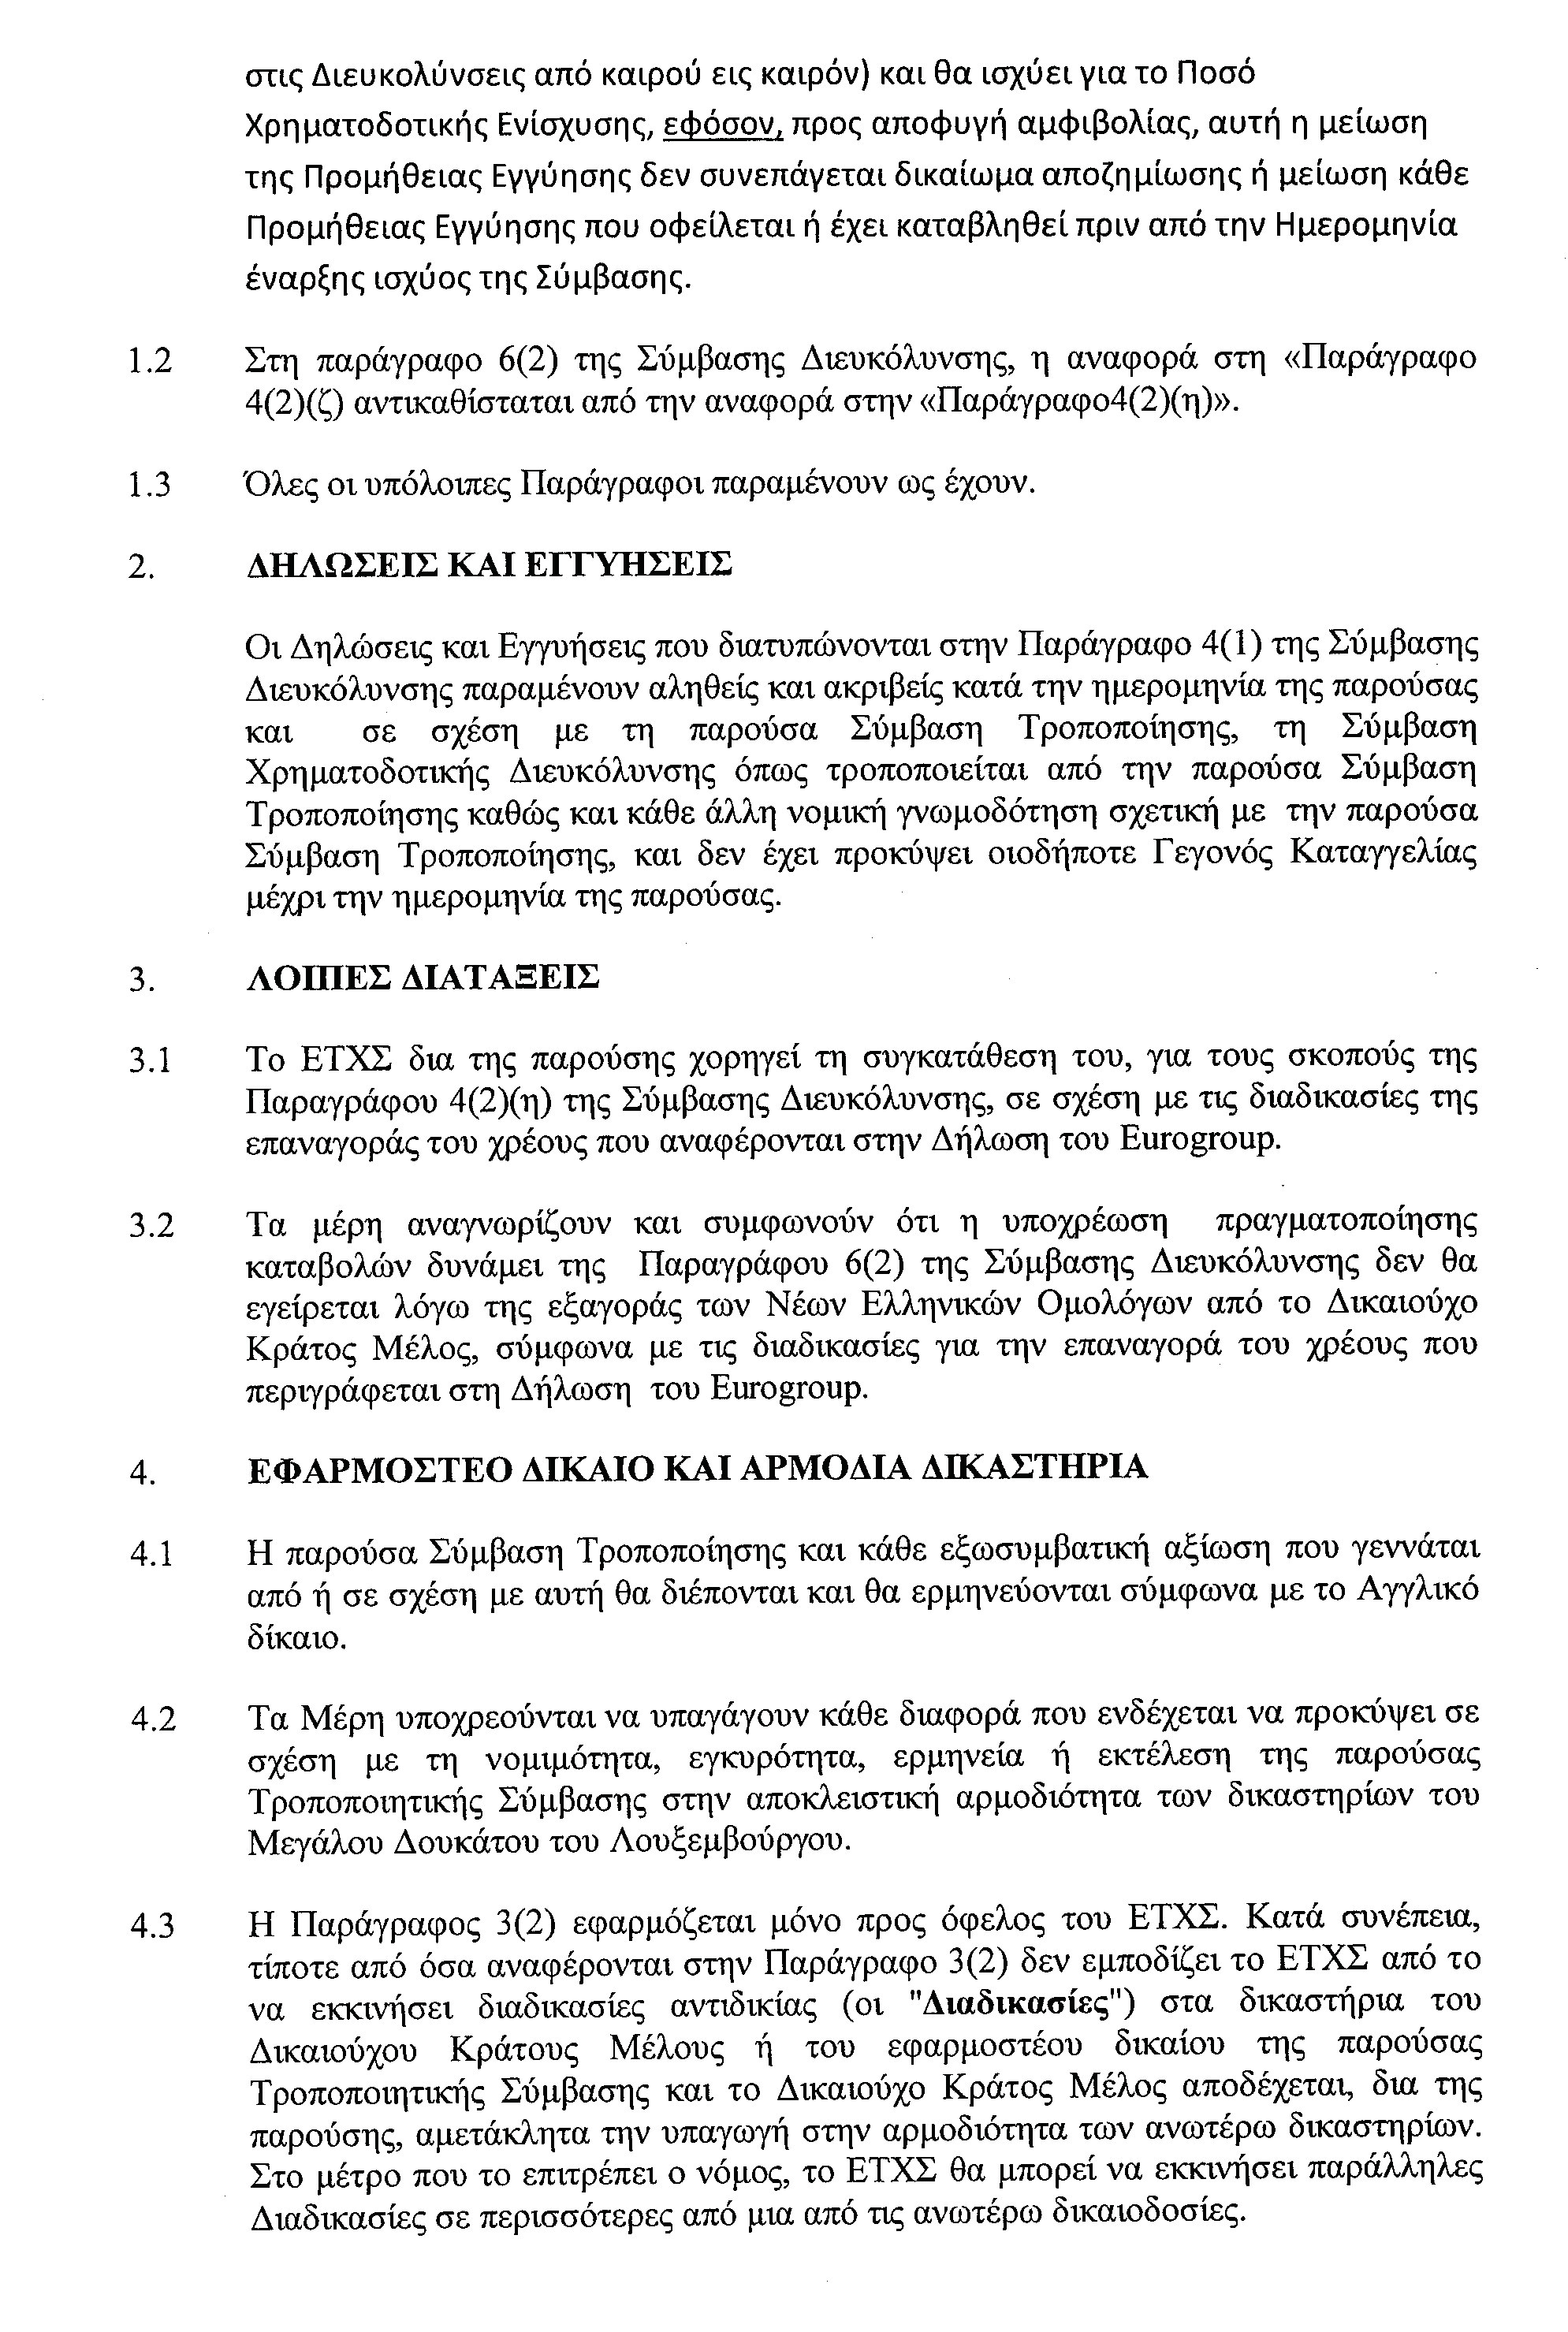 στις Διευκολύνσεις από καιρού εις καιρόν) και θα ισχύει για το Ποσό
Χρηματοδοτικής Ενίσχυσης, εφόσον, προς αποφυγή αμφιβολίας, αυτή η μείωση
της Προμήθειας Εγγύησης δεν συνεπάγεται δικαίωμα αποζημίωσης ή μείωση κάθε
Προμήθειας Εγγύησης που οφείλεται ή έχει καταβληθεί πριν από την Ημερομηνία
έναρξης ισχύος της Σύμβασης.
1.2 Στη παράγραφο 6(2) της Σύμβασης Διευκόλυνσης, η αναφορά στη «Παράγραφο
4(2)(ζ) αντικαθίσταται από την αναφορά στην «Παράγραφο4(2)(η)».
1.3 Όλες οι υπόλοιπες Παράγραφοι παραμένουν ως έχουν.
2. ΔΗΛΩΣΕΙΣ ΚΑΙ ΕΓΓΥΗΣΕΙΣ
Οι Δηλώσεις και Εγγυήσεις που διατυπώνονται στην Παράγραφο 4(1) της Σύμβασης
Διευκόλυνσης παραμένουν αληθείς και ακριβείς κατά την ημερομηνία της παρούσας
και σε σχέση με τη παρούσα Σύμβαση Τροποποίησης, τη Σύμβαση
Χρηματοδοτικής Διευκόλυνσης όπως τροποποιείται από την παρούσα Σύμβαση
Τροποποίησης καθώς και κάθε άλλη νομική γνωμοδότηση σχετική με την παρούσα
Σύμβαση Τροποποίησης, και δεν έχει προκύψει οιοδήποτε Γεγονός Καταγγελίας
μέχρι την ημερομηνία της παρούσας.
3. ΛΟΙΠΕΣ ΔΙΑΤΑΞΕΙΣ
3.1 Το ΕΤΧΣ δια της παρούσης χορηγεί τη συγκατάθεση του, για τους σκοπούς της
Παραγράφου 4(2)(η) της Σύμβασης Διευκόλυνσης, σε σχέση με τις διαδικασίες της
επαναγοράς του χρέους που αναφέρονται στην Δήλωση του Eurogroup.
3.2 Τα μέρη αναγνωρίζουν και συμφωνούν ότι η υποχρέωση πραγματοποίησης
καταβολών δυνάμει της Παραγράφου 6(2) της Σύμβασης Διευκόλυνσης δεν θα
εγείρεται λόγω της εξαγοράς των Νέων Ελληνικών Ομολόγων από το Δικαιούχο
Κράτος Μέλος, σύμφωνα με τις διαδικασίες για την επαναγορά του χρέους που
περιγράφεται στη Δήλωση του Eurogroup.
4. ΕΦΑΡΜΟΣΤΕΟ ΔΙΚΑΙΟ ΚΑΙ ΑΡΜΟΔΙΑ ΔΙΚΑΣΤΗΡΙΑ
4.1 Η παρούσα Σύμβαση Τροποποίησης και κάθε εξωσυμβατική αξίωση που γεννάται
από ή σε σχέση με αυτή θα διέπονται και θα ερμηνεύονται σύμφωνα με το Αγγλικό
δίκαιο.
4.2 Τα Μέρη υποχρεούνται να υπαγάγουν κάθε διαφορά που ενδέχεται να προκύψει σε
σχέση με τη νομιμότητα, εγκυρότητα, ερμηνεία ή εκτέλεση της παρούσας
Τροποποιητικής Σύμβασης στην αποκλειστική αρμοδιότητα των δικαστηρίων του
Μεγάλου Δουκάτου του Λουξεμβούργου.
4.3 Η Παράγραφος 3(2) εφαρμόζεται μόνο προς όφελος του ΕΤΧΣ. Κατά συνέπεια,
τίποτε από όσα αναφέρονται στην Παράγραφο 3(2) δεν εμποδίζει το ΕΤΧΣ από το
να εκκινήσει διαδικασίες αντιδικίας (οι "Διαδικασίες") στα δικαστήρια του
Δικαιούχου Κράτους Μέλους ή του εφαρμοστέου δικαίου της παρούσας
Τροποποιητικής Σύμβασης και το Δικαιούχο Κράτος Μέλος αποδέχεται, δια της
παρούσης, αμετάκλητα την υπαγωγή στην αρμοδιότητα των ανωτέρω δικαστηρίων.
Στο μέτρο που το επιτρέπει ο νόμος, το ΕΤΧΣ θα μπορεί να εκκινήσει παράλληλες
Διαδικασίες σε περισσότερες από μια από τις ανωτέρω δικαιοδοσίες.